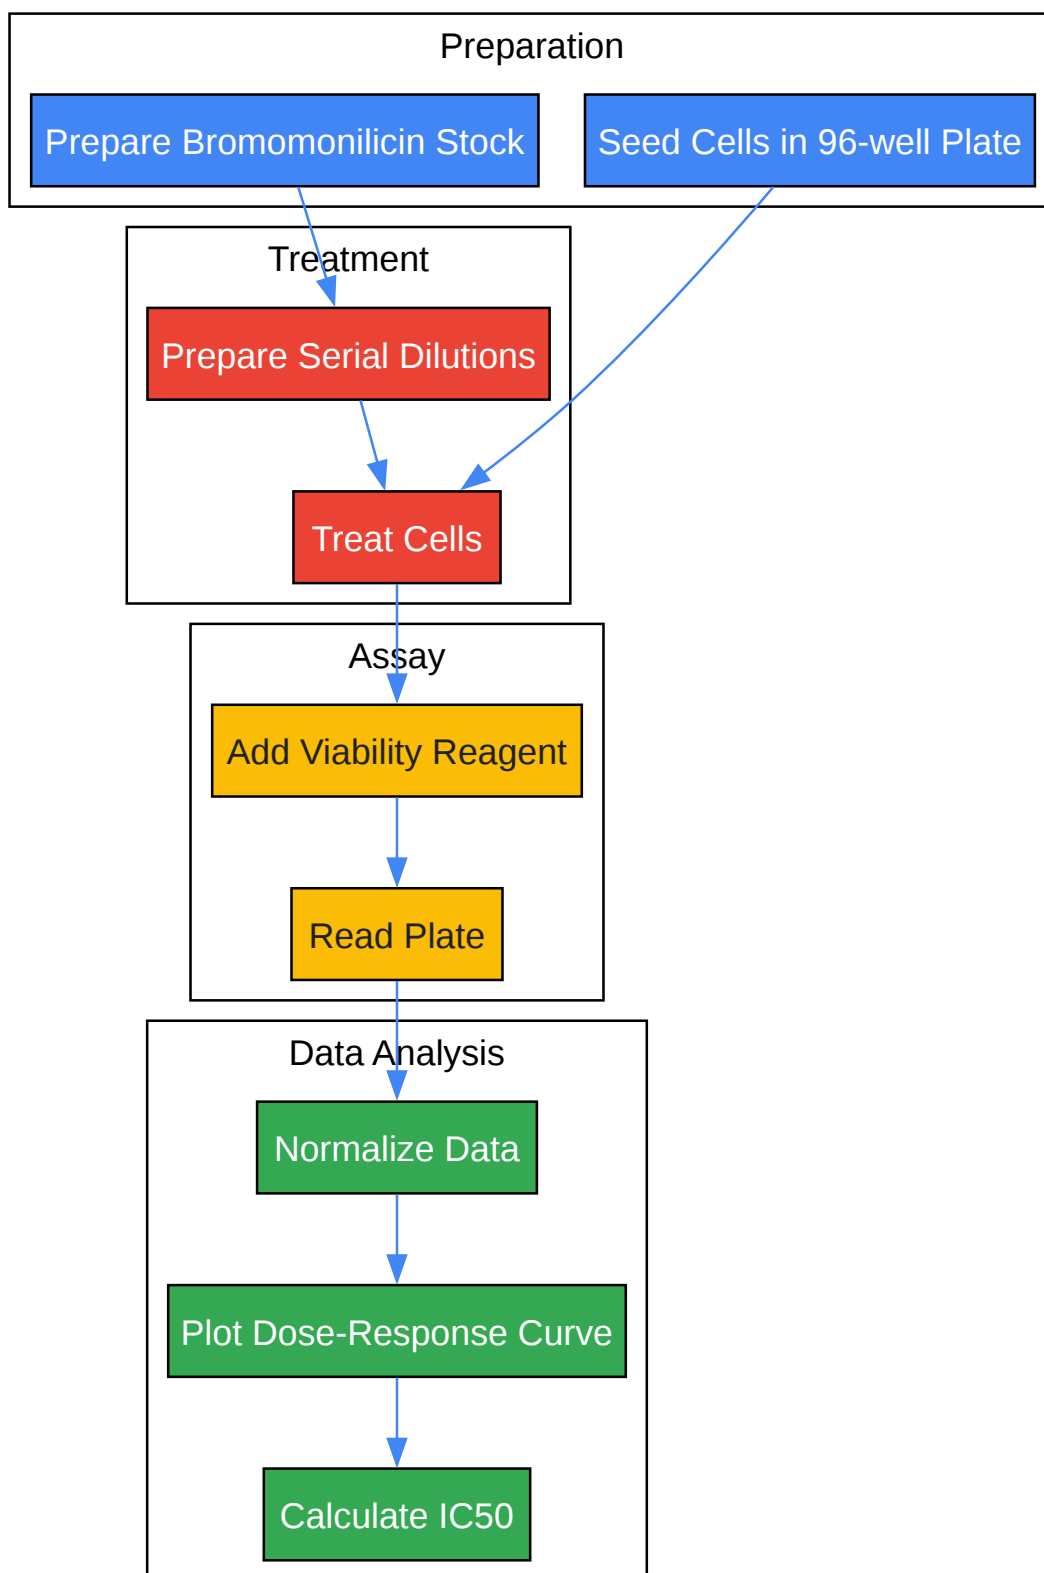 Preparation
Prepare Bromomonilicin Stock
Seed Cells in 96-well Plate
Treatment
Prepare Serial Dilutions
Treat Cells
Assay
Add Viability Reagent
Read Plate
Data Analysis
Normalize Data
Plot Dose-Response Curve
Calculate IC50